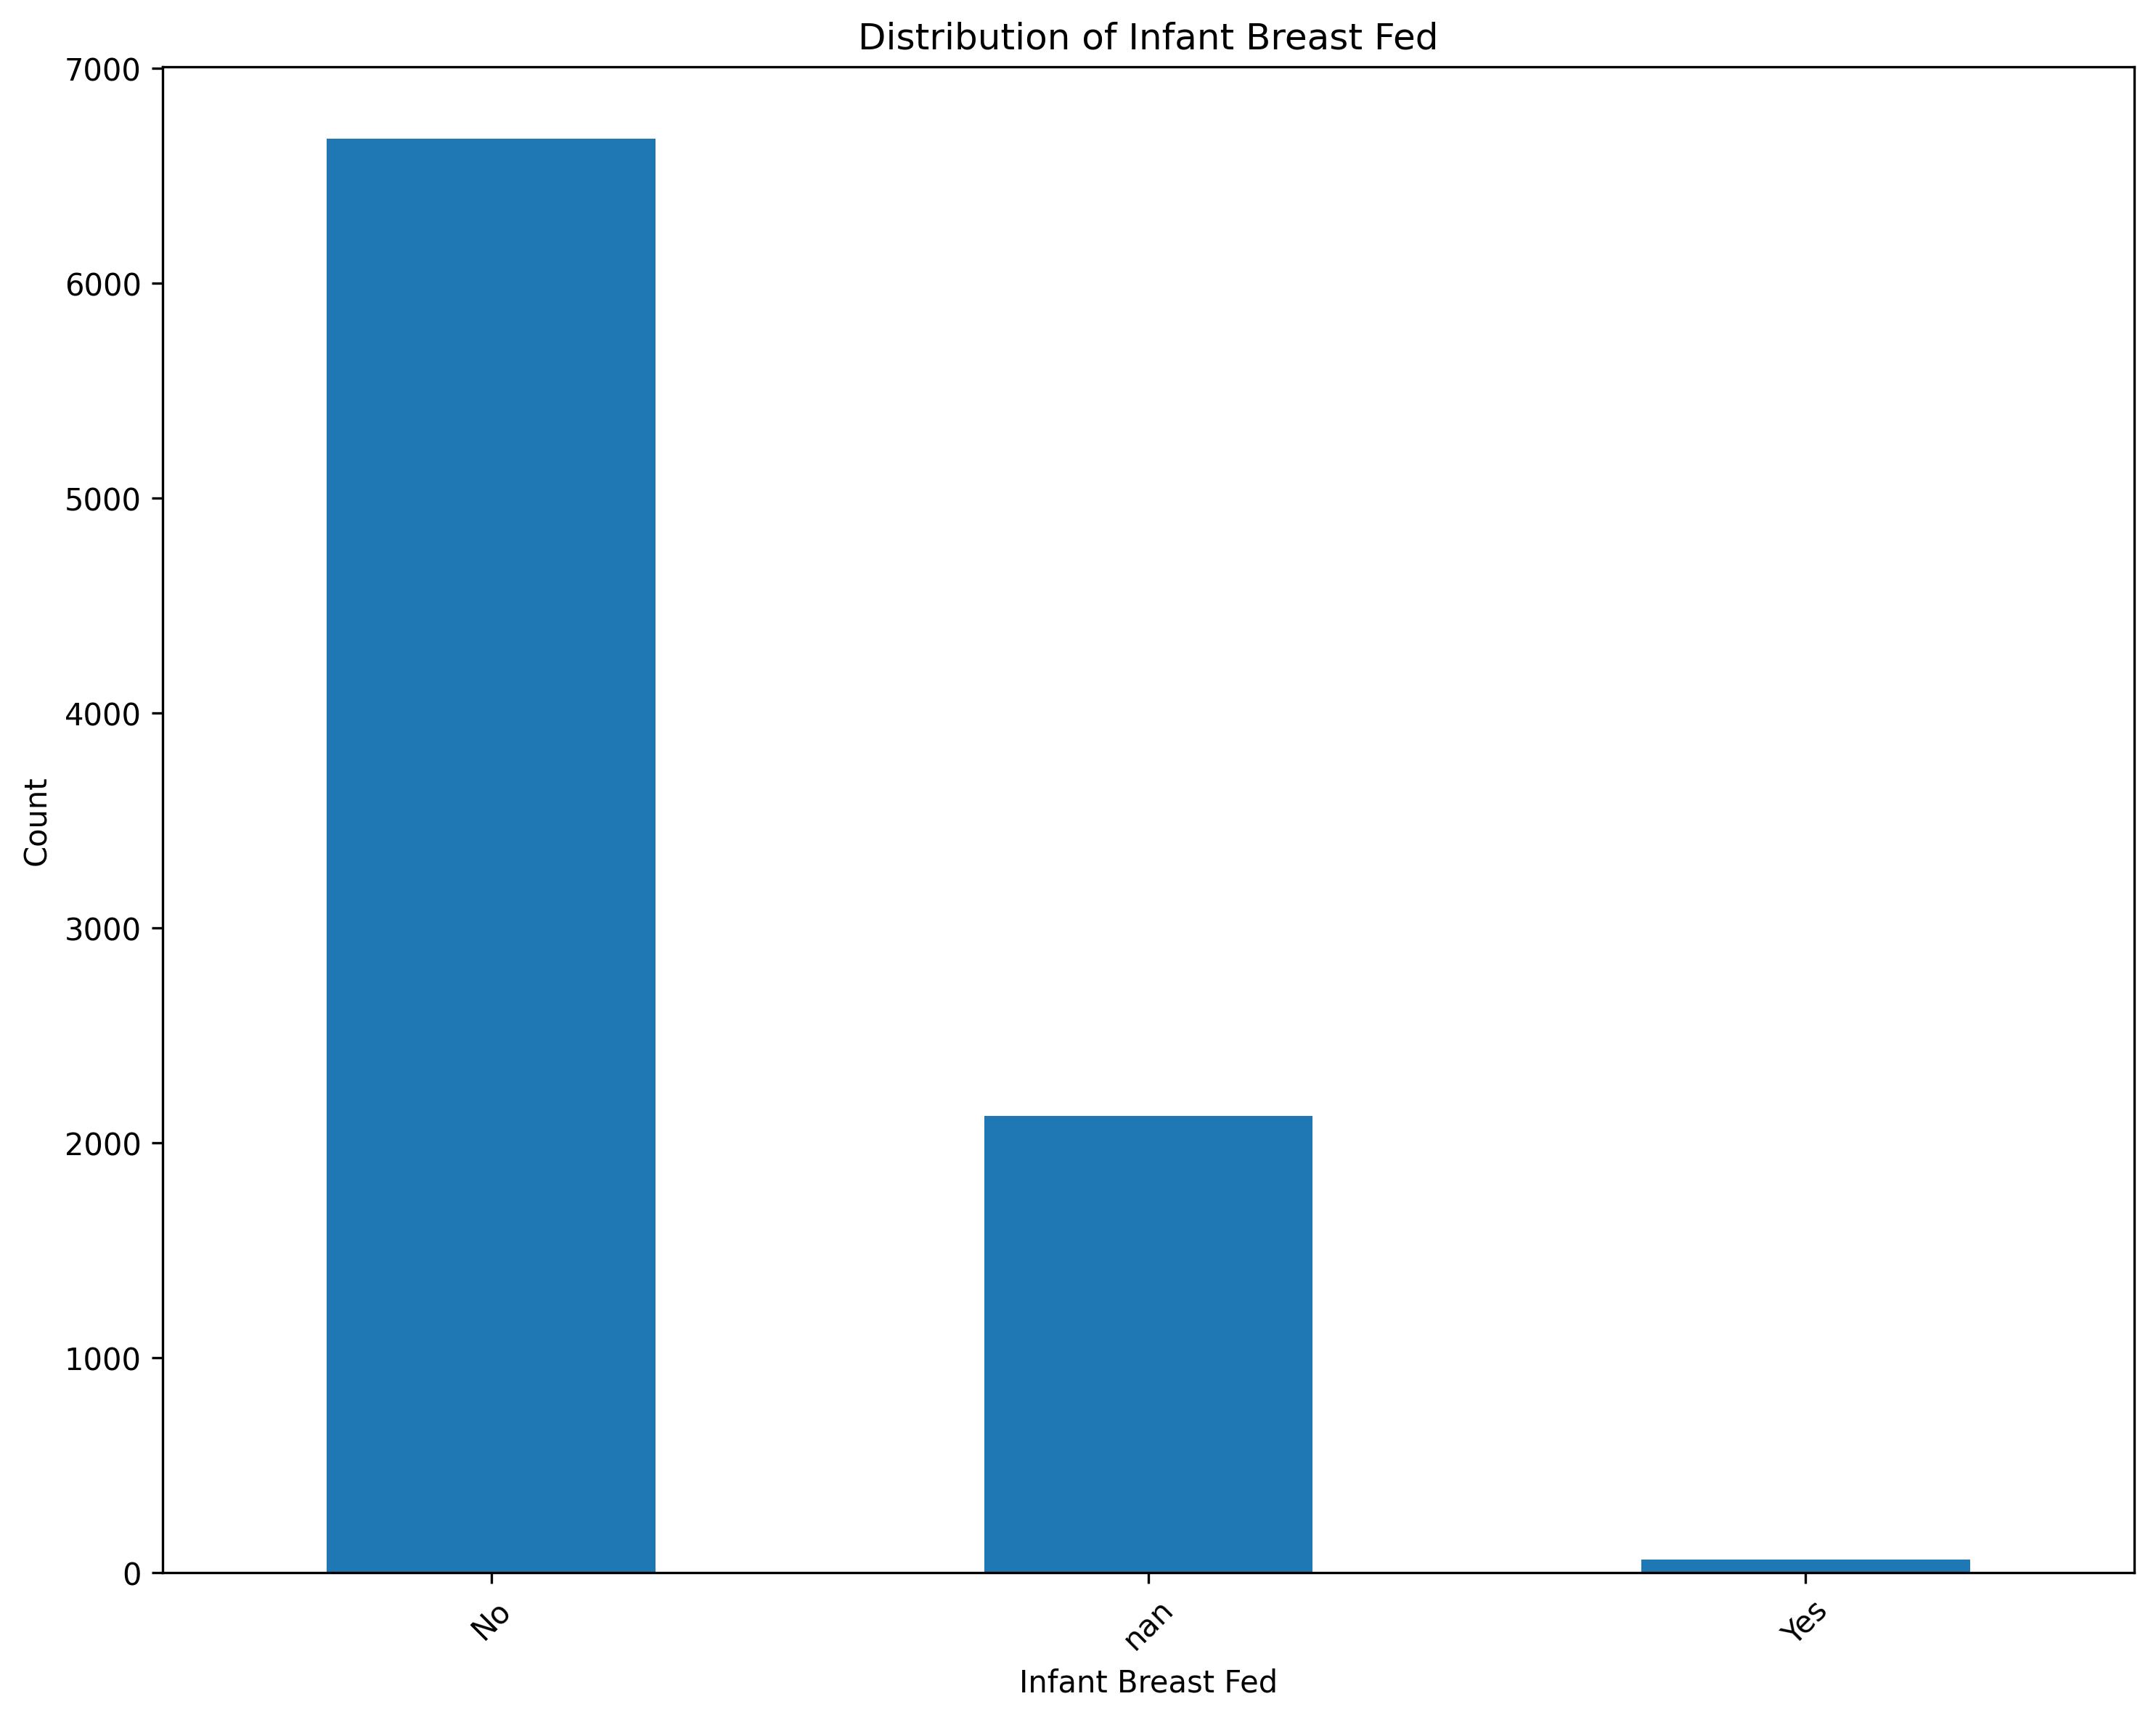 Distribution of Infant Breast Fed
7000
6000
5000
4000
3000
2000
1000
0
Count
No
nan
Yes
Infant Breast Fed